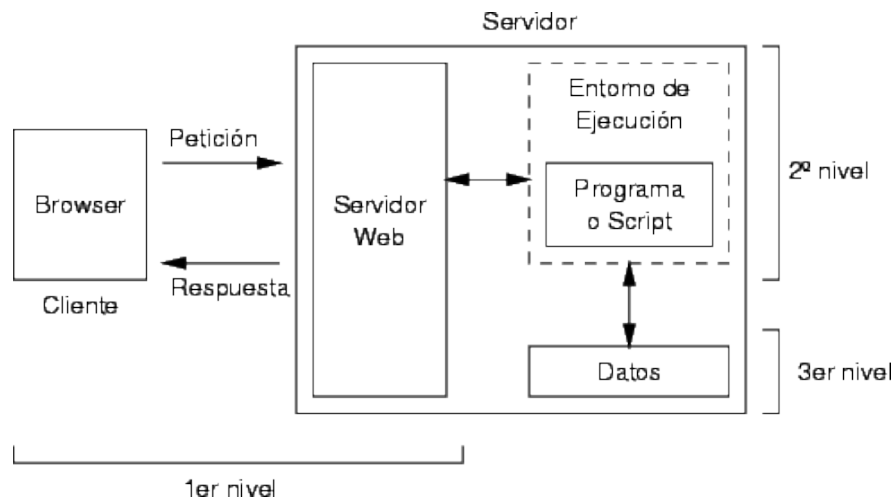 Servidor
Entorno de
Ejecución
Petición
2º nivel
Browser
Servidor
Web
Programa
o Script
Respuesta
Cliente
Datos
3er nivel
1er nivel